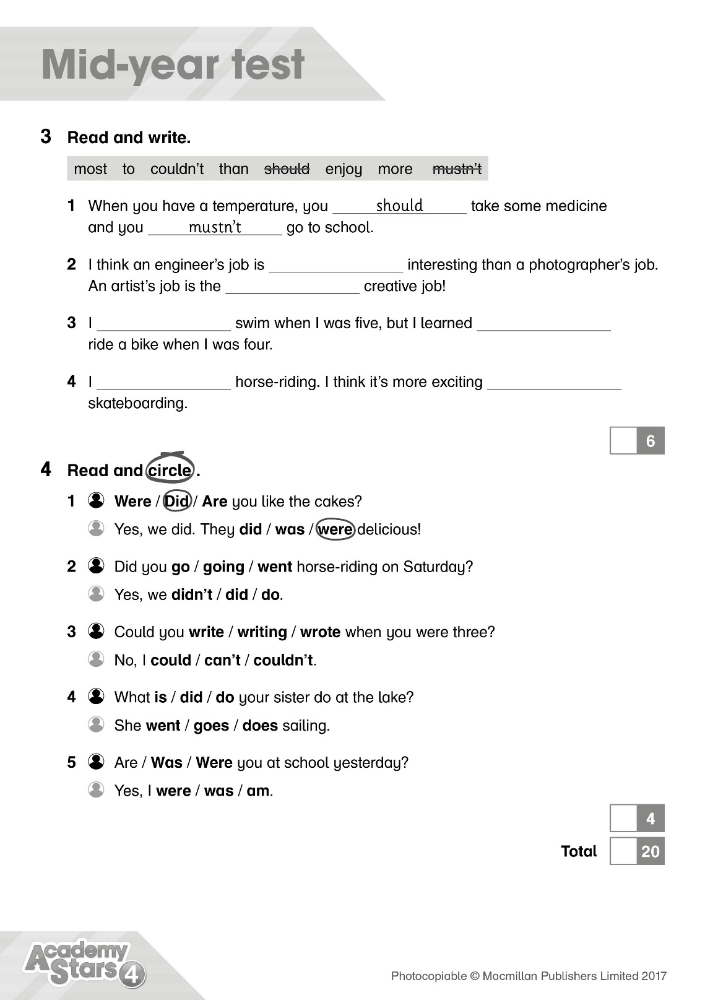 Mid-year test
3 Read and write.
most to couldn't than should enjoy more mustn't
1 When you have a temperature, you should take some medicine
and you mustn't go to school.
2 I think an engineer's job is ____________ interesting than a photographer's job.
An artist's job is the ____________ creative job!
3 I ____________ swim when I was five, but I learned ____________
ride a bike when I was four.
4 I ____________ horse-riding. I think it's more exciting ____________
skateboarding.
6
4 Read and circle.
1 Were / Did / Are you like the cakes?
Yes, we did. They did / was / were delicious!
2 Did you go / going / went horse-riding on Saturday?
Yes, we didn't / did / do.
3 Could you write / writing / wrote when you were three?
No, I could / can't / couldn't.
4 What is / did / do your sister do at the lake?
She went / goes / does sailing.
5 Are / Was / Were you at school yesterday?
Yes, I were / was / am.
4
Total 20
Academy
Stars 4
Photocopiable © Macmillan Publishers Limited 2017